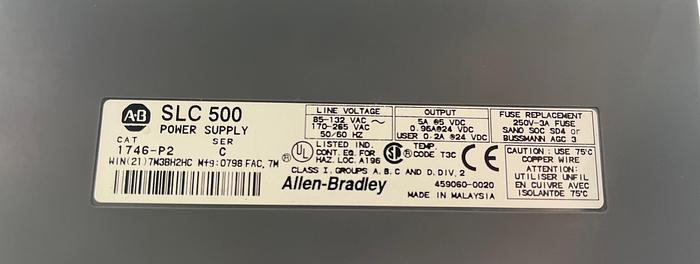 AB SLC 500
POWER SUPPLY
CAT SER
1746-P2 C
WIN(21)7M3BH2HC Mfg:0798 FAC. 7M
LINE VOLTAGE
85-132 VAC ~
170-265 VAC
50/60 HZ
OUTPUT
5A @5 VDC
0.96A@24 VDC
USER 0.2A @24 VDC
FUSE REPLACEMENT
250V-3A FUSE
SANO SOC SD4 or
BUSSMANN AGC 3
UL LISTED IND.
CONT. EQ. FOR
HAZ. LOC. A196
TEMP.
CODE T3C
CE
CLASS I, GROUPS A, B, C AND D, DIV.2
Allen-Bradley
459060-0020
MADE IN MALAYSIA
CAUTION : USE 75°C
COPPER WIRE
ATTENTION:
UTILISER UNFIL
EN CUIVRE AVEC
ISOLANTDE 75°C